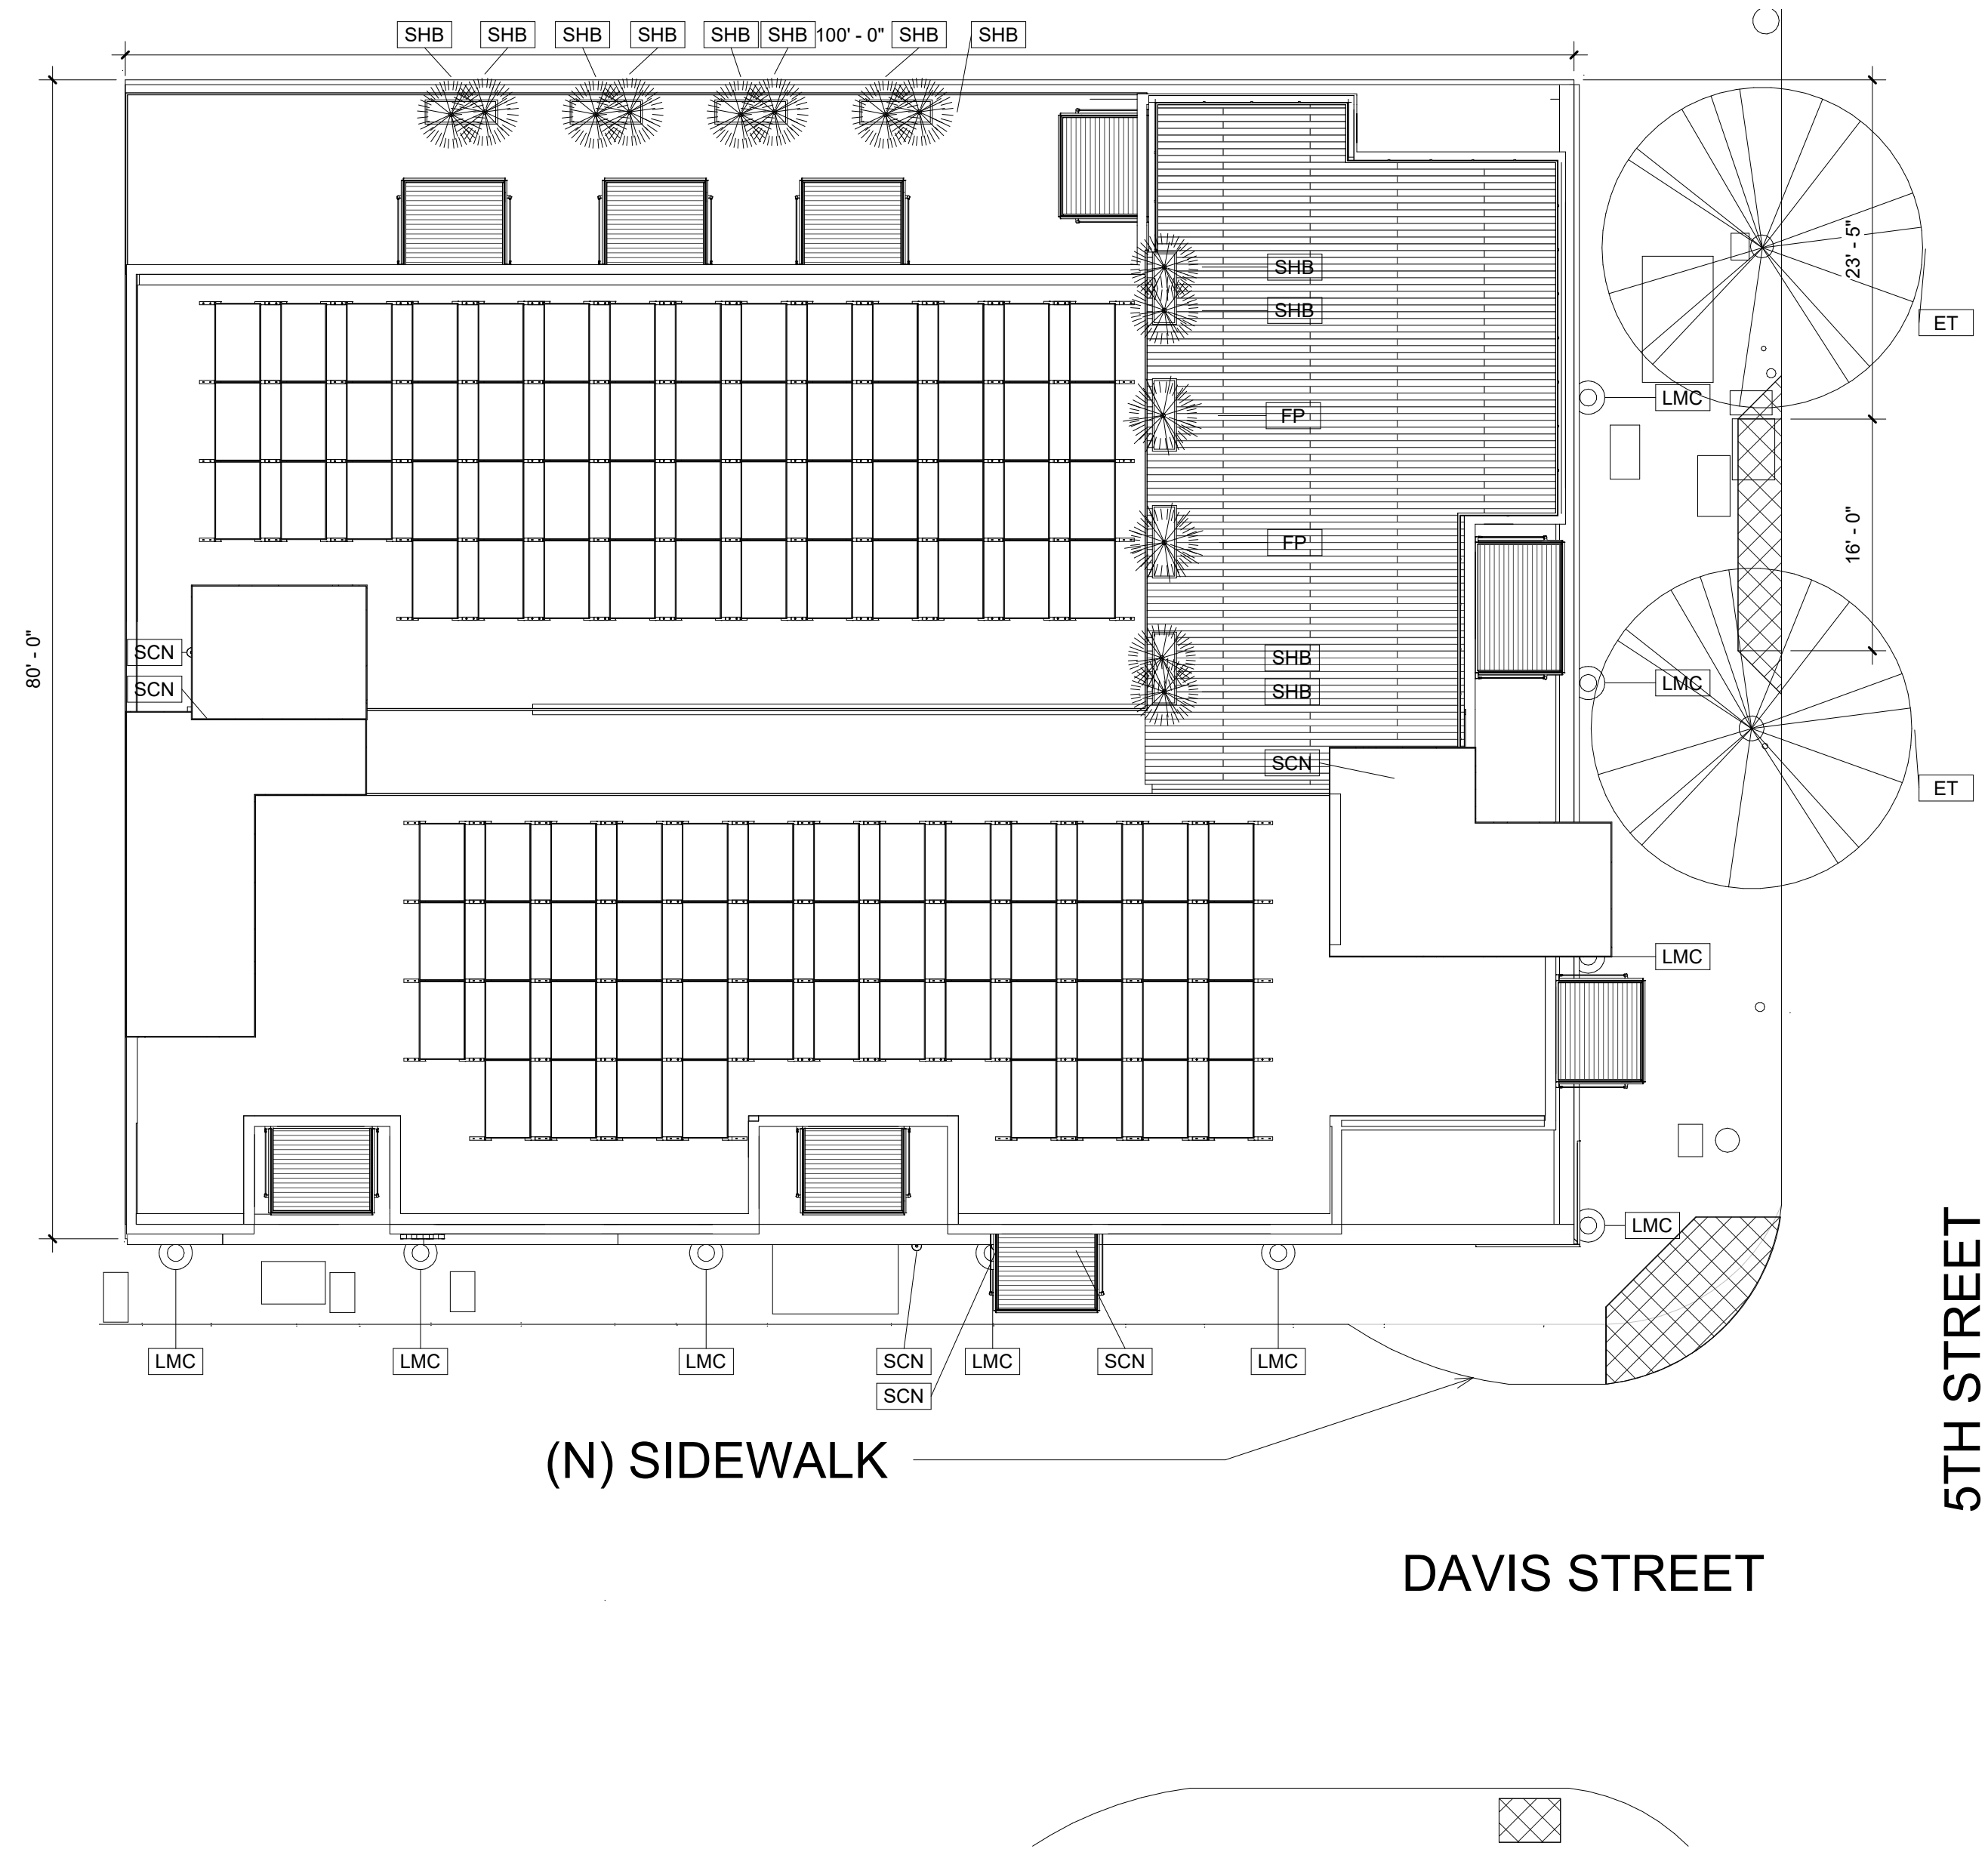 SHB
SHB
SHB
SHB
SHB
SHB
100' - 0"
SHB
SHB
23' - 5"
SHB
SHB
ET
LMC
FP
16' - 0"
FP
80' - 0"
SCN
SHB
LMC
SCN
SHB
SCN
ET
LMC
LMC
LMC
LMC
LMC
SCN
LMC
SCN
LMC
SCN
(N) SIDEWALK
5TH STREET
DAVIS STREET